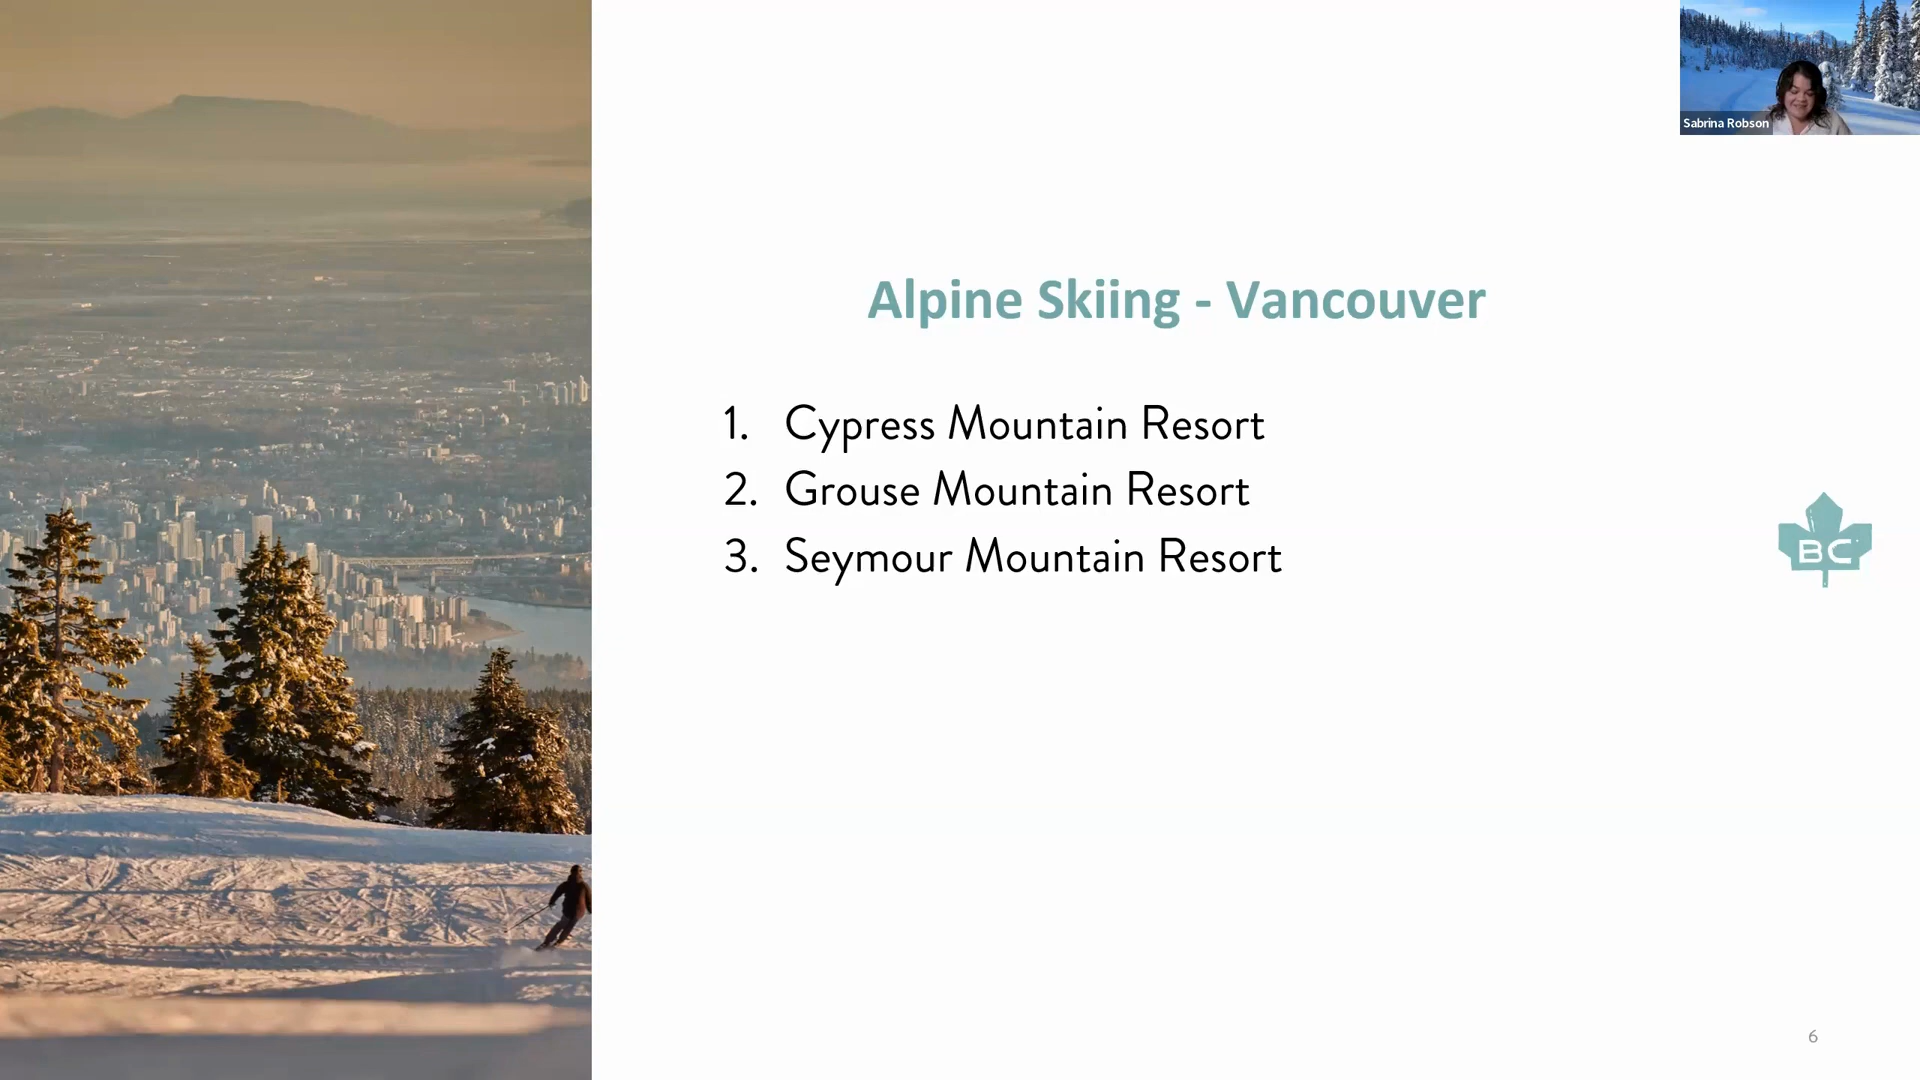 Sabrina Robson
Alpine Skiing - Vancouver
1. Cypress Mountain Resort
2. Grouse Mountain Resort
3. Seymour Mountain Resort
BC
6